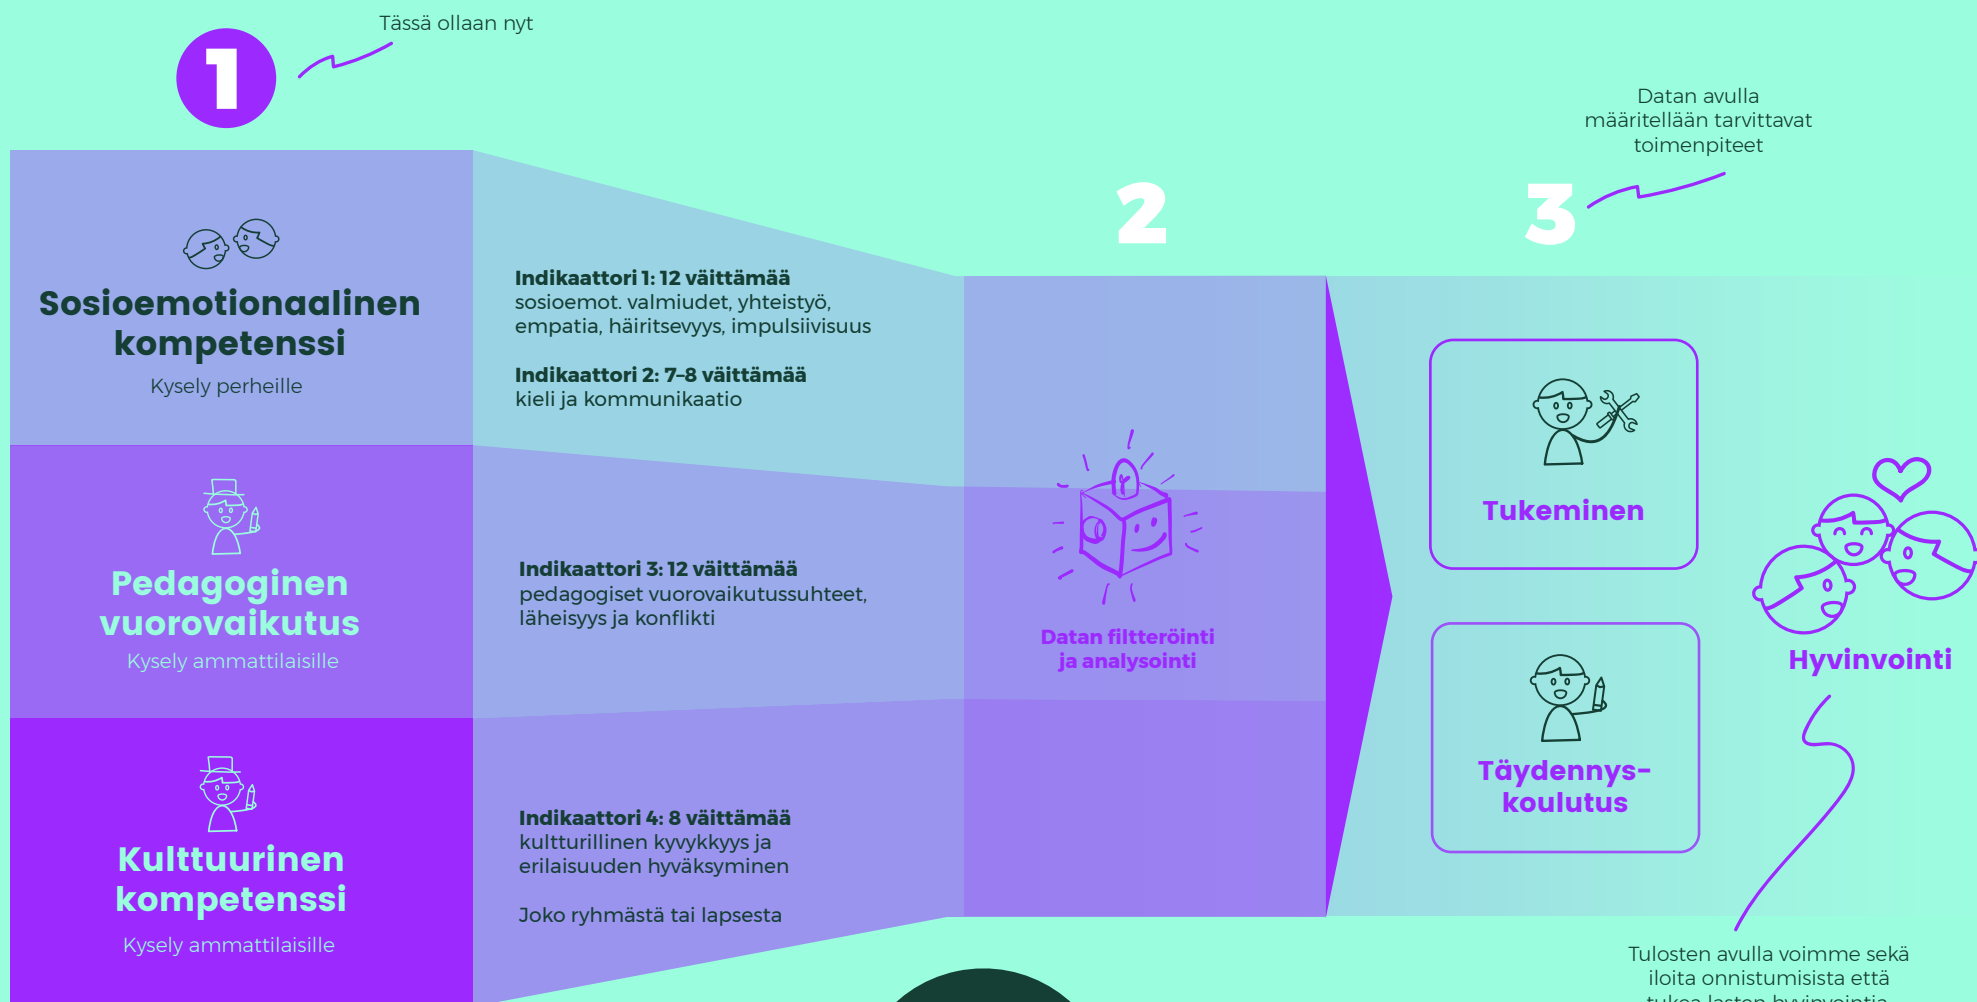 Tässä ollaan nyt
1
Sosioemotionaalinen
kompetenssi
Kysely perheille
Pedagoginen
vuorovaikutus
Kysely ammattilaisille
Kulttuurinen
kompetenssi
Kysely ammattilaisille
Indikaattori 1: 12 väittämää
sosioemot. valmiudet, yhteistyö,
empatia, häiritsevyys, impulsiivisuus
Indikaattori 2: 7–8 väittämää
kieli ja kommunikaatio
Indikaattori 3: 12 väittämää
pedagogiset vuorovaikutussuhteet,
läheisyys ja konflikti
Indikaattori 4: 8 väittämää
kultturillinen kyvykkyys ja
erilaisuuden hyväksyminen
Joko ryhmästä tai lapsesta
2
Datan filtteröinti
ja analysointi
Datan avulla
määritellään tarvittavat
toimenpiteet
3
Tukeminen
Täydennys-
koulutus
Hyvinvointi
Tulosten avulla voimme sekä
iloita onnistumisista että
tukea lasten hyvinvointia